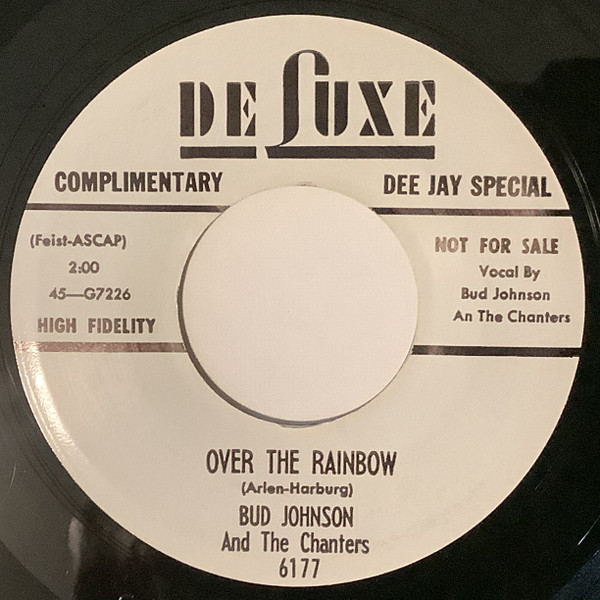 DE LUXE
COMPLIMENTARY
DEE JAY SPECIAL
(Feist-ASCAP)
2:00
45—G7226
HIGH FIDELITY
NOT FOR SALE
Vocal By
Bud Johnson
An The Chanters
OVER THE RAINBOW
(Arlen-Harburg)
BUD JOHNSON
And The Chanters
6177